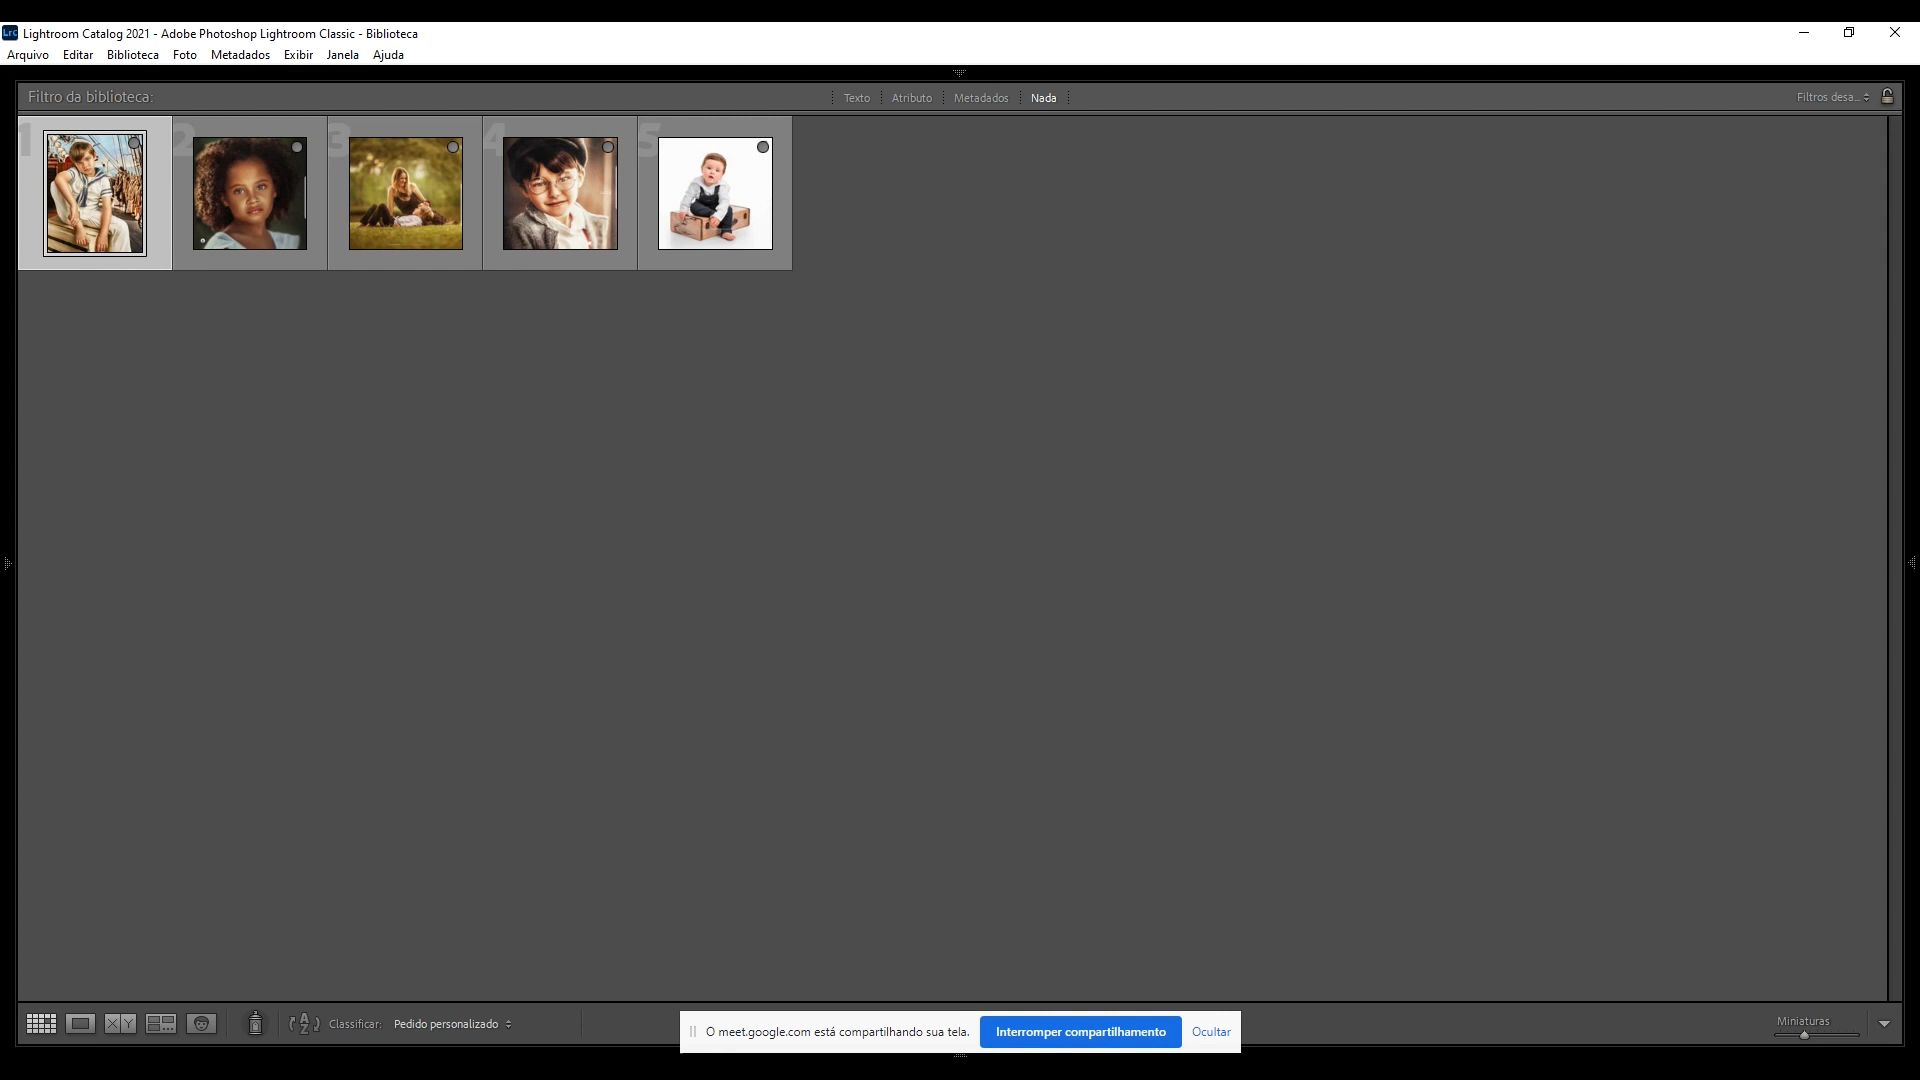 Lightroom Catalog 2021 - Adobe Photoshop Lightroom Classic - Biblioteca
Arquivo Editar Biblioteca Foto Metadados Exibir Janela Ajuda
Filtro da biblioteca: Texto Atributo Metadados Nada Filtros desa...
1 2 3 4 5
Classificar: Pedido personalizado
Miniaturas
O meet.google.com está compartilhando sua tela. Interromper compartilhamento Ocultar